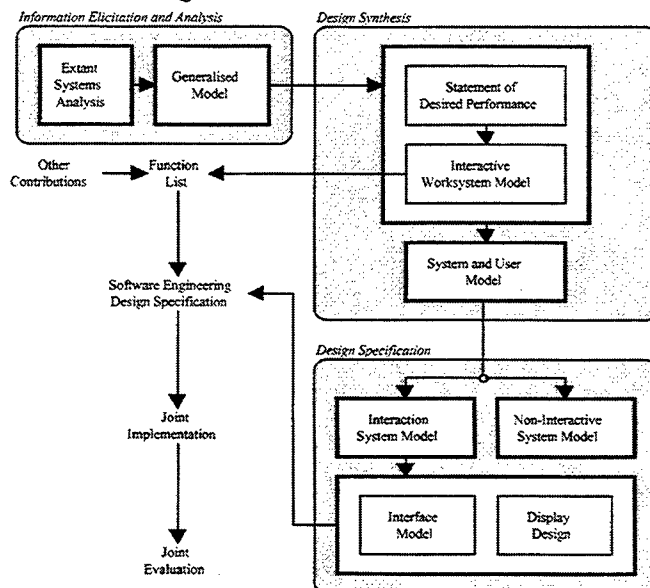 Information Elicitation and Analysis
Extant
Systems
Analysis
Generalised
Model
Other
Contributions
Function
List
Software Engineering
Design Specification
Joint
Implementation
Joint
Evaluation
Design Synthesis
Statement of
Desired Performance
Interactive
Worksystem Model
System and User
Model
Design Specification
Interaction
System Model
Non-Interactive
System Model
Interface
Model
Display
Design